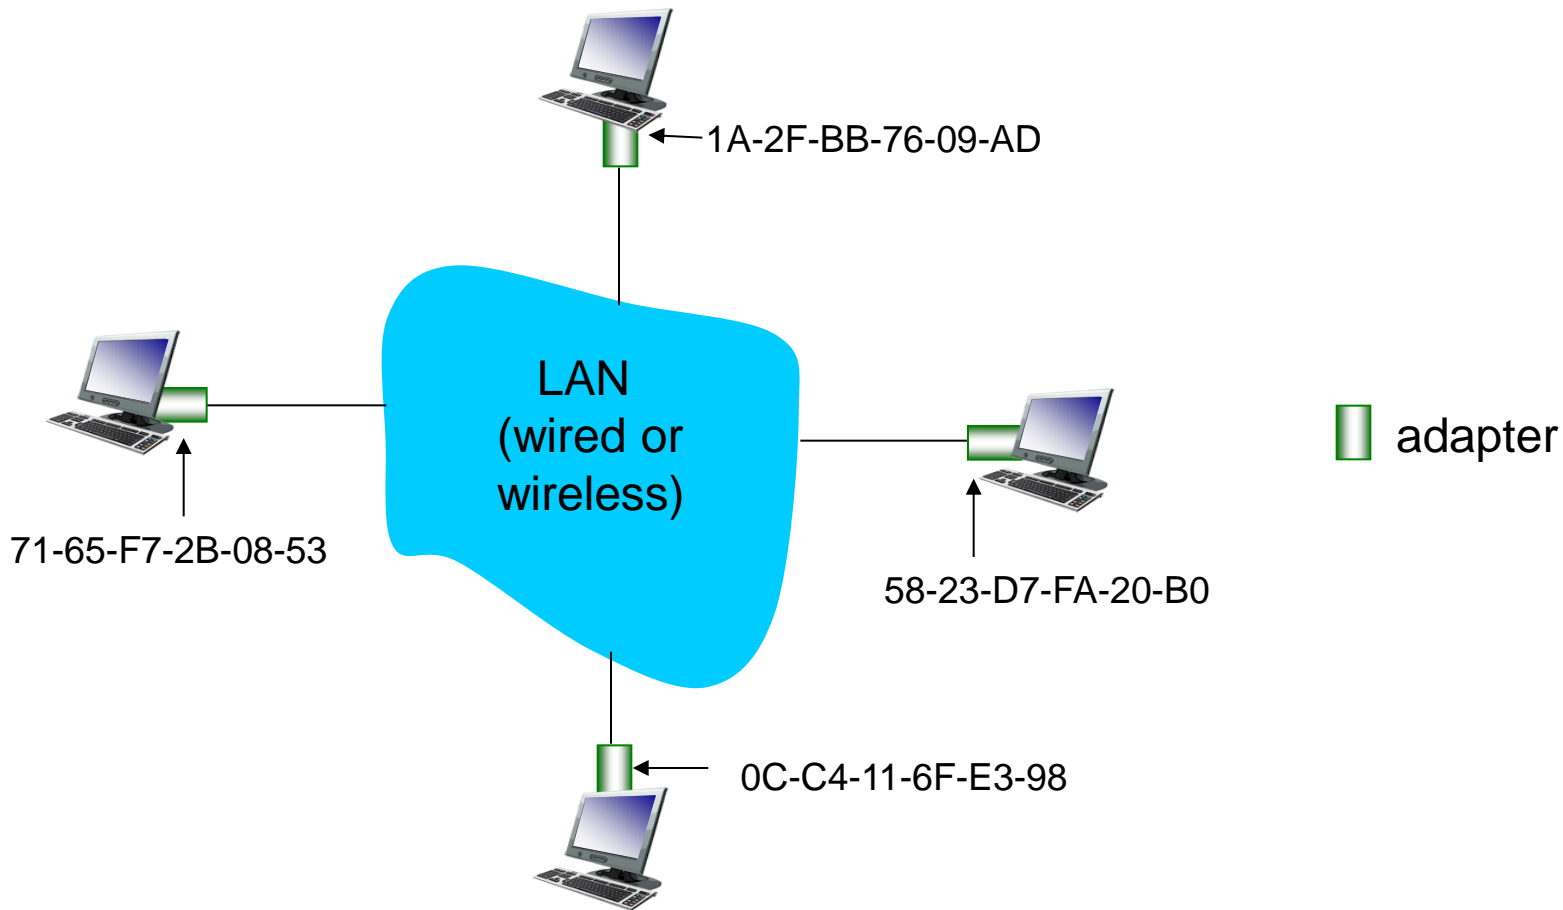 1A-2F-BB-76-09-AD
LAN
(wired or
wireless)
adapter
71-65-F7-2B-08-53
58-23-D7-FA-20-B0
0C-C4-11-6F-E3-98